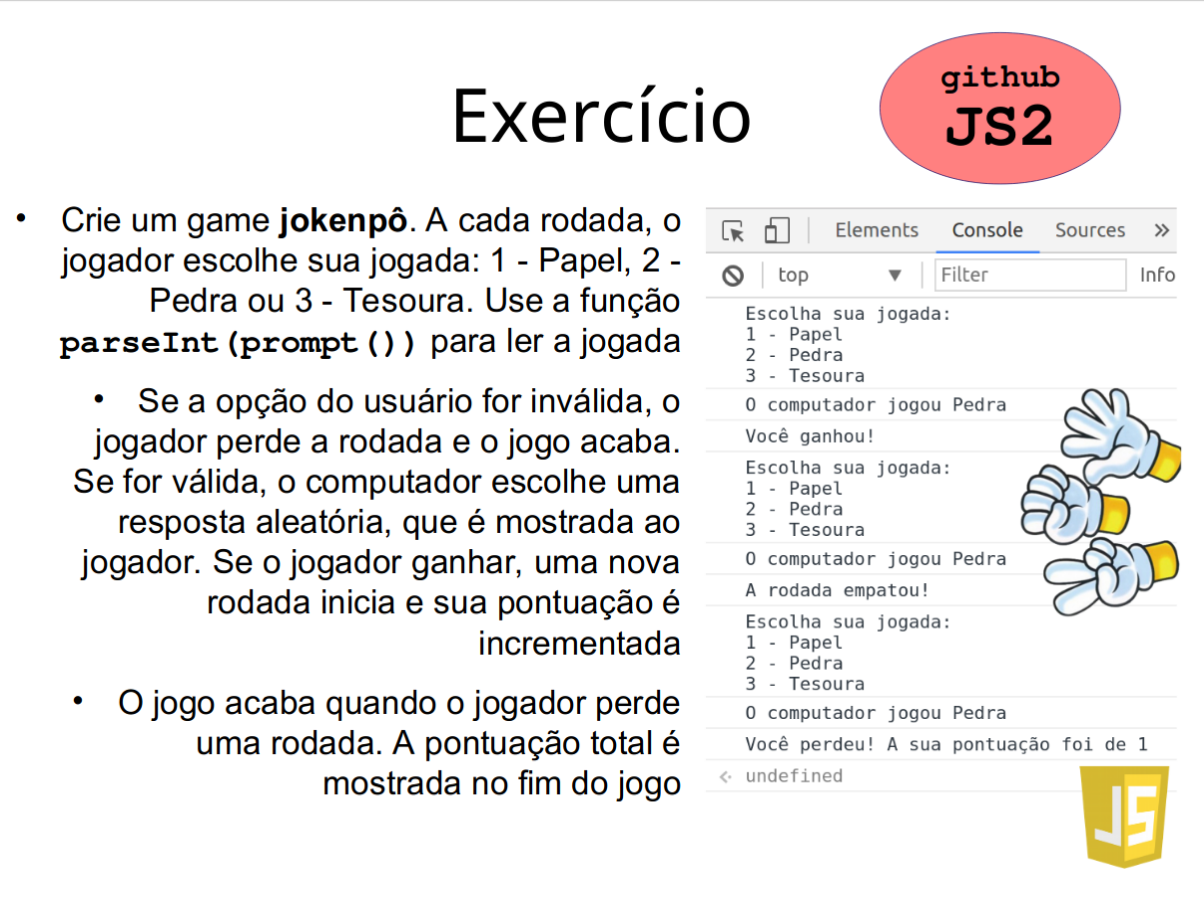 Exercício
github
JS2
• Crie um game jokenpô. A cada rodada, o
jogador escolhe sua jogada: 1 - Papel, 2 -
Pedra ou 3 - Tesoura. Use a função
parseInt(prompt()) para ler a jogada
• Se a opção do usuário for inválida, o
jogador perde a rodada e o jogo acaba.
Se for válida, o computador escolhe uma
resposta aleatória, que é mostrada ao
jogador. Se o jogador ganhar, uma nova
rodada inicia e sua pontuação é
incrementada
• O jogo acaba quando o jogador perde
uma rodada. A pontuação total é
mostrada no fim do jogo
Elements Console Sources »
top ▼ Filter Info
Escolha sua jogada:
1 - Papel
2 - Pedra
3 - Tesoura
O computador jogou Pedra
Você ganhou!
Escolha sua jogada:
1 - Papel
2 - Pedra
3 - Tesoura
O computador jogou Pedra
A rodada empatou!
Escolha sua jogada:
1 - Papel
2 - Pedra
3 - Tesoura
O computador jogou Pedra
Você perdeu! A sua pontuação foi de 1
undefined
JS